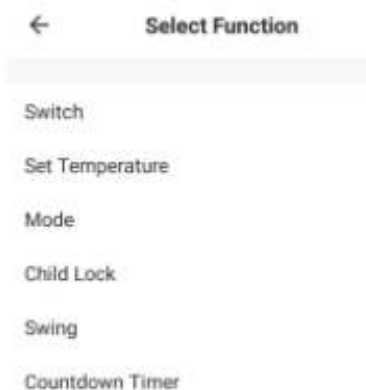 Select Function
Switch
Set Temperature
Mode
Child Lock
Swing
Countdown Timer